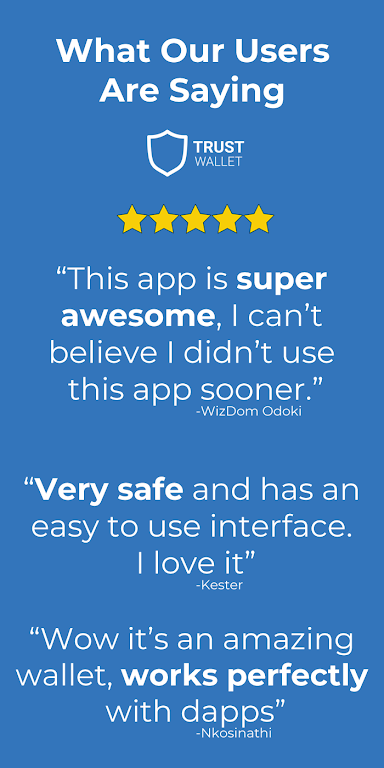 What Our Users
Are Saying
TRUST
WALLET
“This app is super
awesome, I can’t
believe I didn’t use
this app sooner.”
-WizDom Odoki
“Very safe and has an
easy to use interface.
I love it”
-Kester
“Wow it’s an amazing
wallet, works perfectly
with dapps”
-Nkosinathi